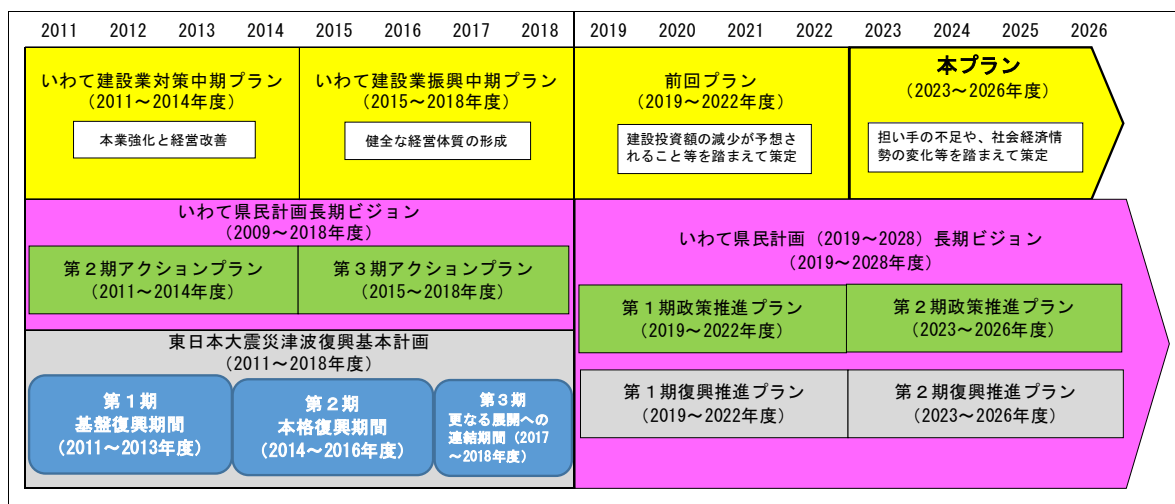 2011 2012 2013 2014 2015 2016 2017 2018 2019 2020 2021 2022 2023 2024 2025 2026
いわて建設業対策中期プラン
(2011～2014年度)
本業強化と経営改善
いわて建設業振興中期プラン
(2015～2018年度)
健全な経営体質の形成
前回プラン
(2019～2022年度)
建設投資額の減少が予想さ
れること等を踏まえて策定
本プラン
(2023～2026年度)
担い手の不足や、社会経済情
勢の変化等を踏まえて策定
いわて県民計画長期ビジョン
(2009～2018年度)
第２期アクションプラン
(2011～2014年度)
第３期アクションプラン
(2015～2018年度)
いわて県民計画（2019～2028）長期ビジョン
(2019～2028年度)
第１期政策推進プラン
(2019～2022年度)
第２期政策推進プラン
(2023～2026年度)
東日本大震災津波復興基本計画
(2011～2018年度)
第１期
基盤復興期間
(2011～2013年度)
第２期
本格復興期間
(2014～2016年度)
第３期
更なる展開への
連結期間（2017
～2018年度）
第１期復興推進プラン
(2019～2022年度)
第２期復興推進プラン
(2023～2026年度)